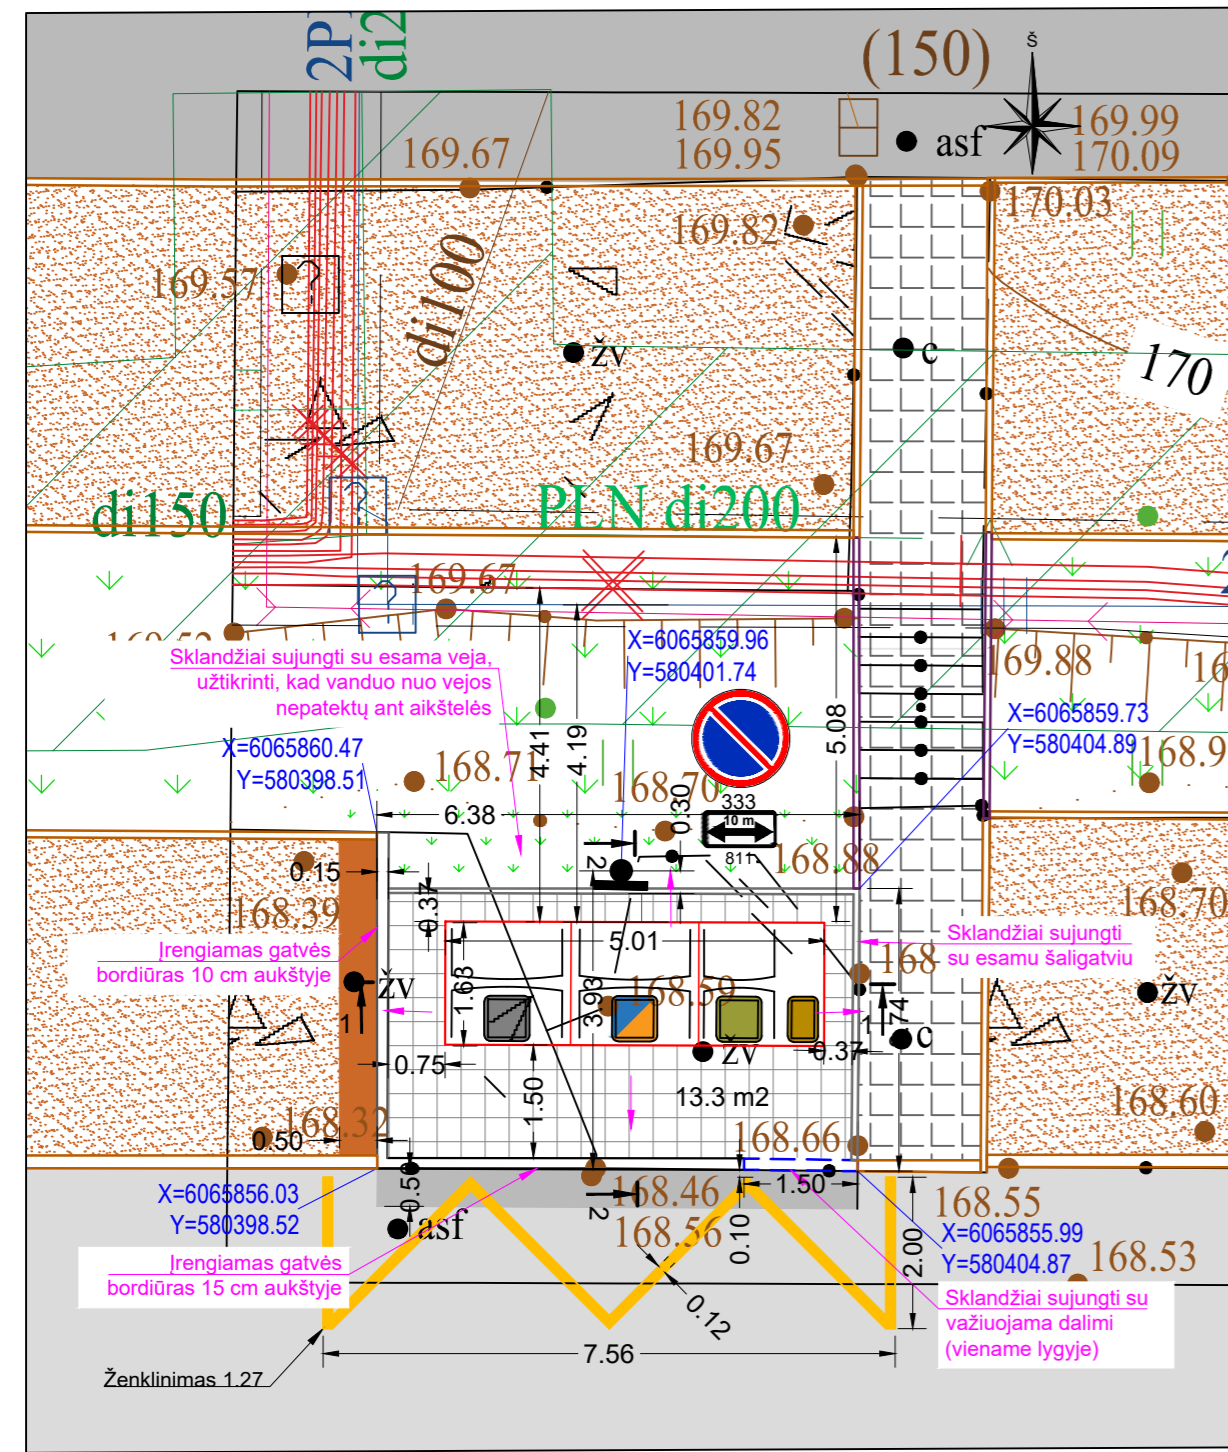 2P
di2
(150)
Š
169.82
169.95
asf
169.99
170.09
169.67
170.03
169.82
169.57
di100
žv
c
170
169.67
di150
PLN di200
169.67
X=6065859.96
Y=580401.74
169.88
Sklandžiai sujungti su esama veja,
užtikrinti, kad vanduo nuo vejos
nepatektų ant aikštelės
X=6065859.73
Y=580404.89
X=6065860.47
Y=580398.51
4.41
4.19
5.08
168.71
168.70
168.9
6.38
0.30
333
10 m
811
168.88
2
0.15
0.37
168.39
168.70
Įrengiamas gatvės
bordiūras 10 cm aukštyje
5.01
Sklandžiai sujungti
su esamu šaligatviu
168
žv
1.63
3.93
168.59
.74
žv
1
1
c
0.75
1.50
žv
0.37
13.3 m2
168.60
168.32
0.50
168.66
X=6065856.03
Y=580398.52
0.50
168.46
168.56
2
1.50
0.10
168.55
asf
X=6065855.99
Y=580404.87
168.53
2.00
Įrengiamas gatvės
bordiūras 15 cm aukštyje
0.12
Sklandžiai sujungti su
važiuojama dalimi
(viename lygyje)
7.56
Ženklinimas 1.27